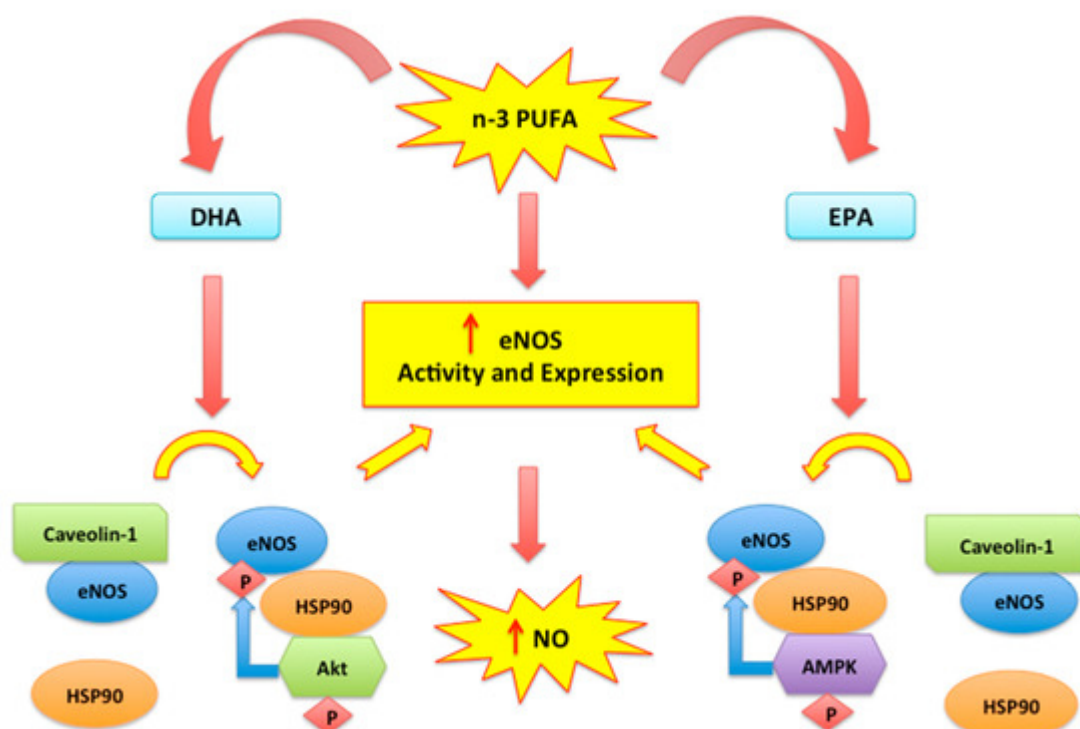 n-3 PUFA
DHA
EPA
eNOS
Activity and Expression
Caveolin-1
eNOS
HSP90
eNOS
P
HSP90
Akt
P
NO
eNOS
P
HSP90
AMPK
P
Caveolin-1
eNOS
HSP90